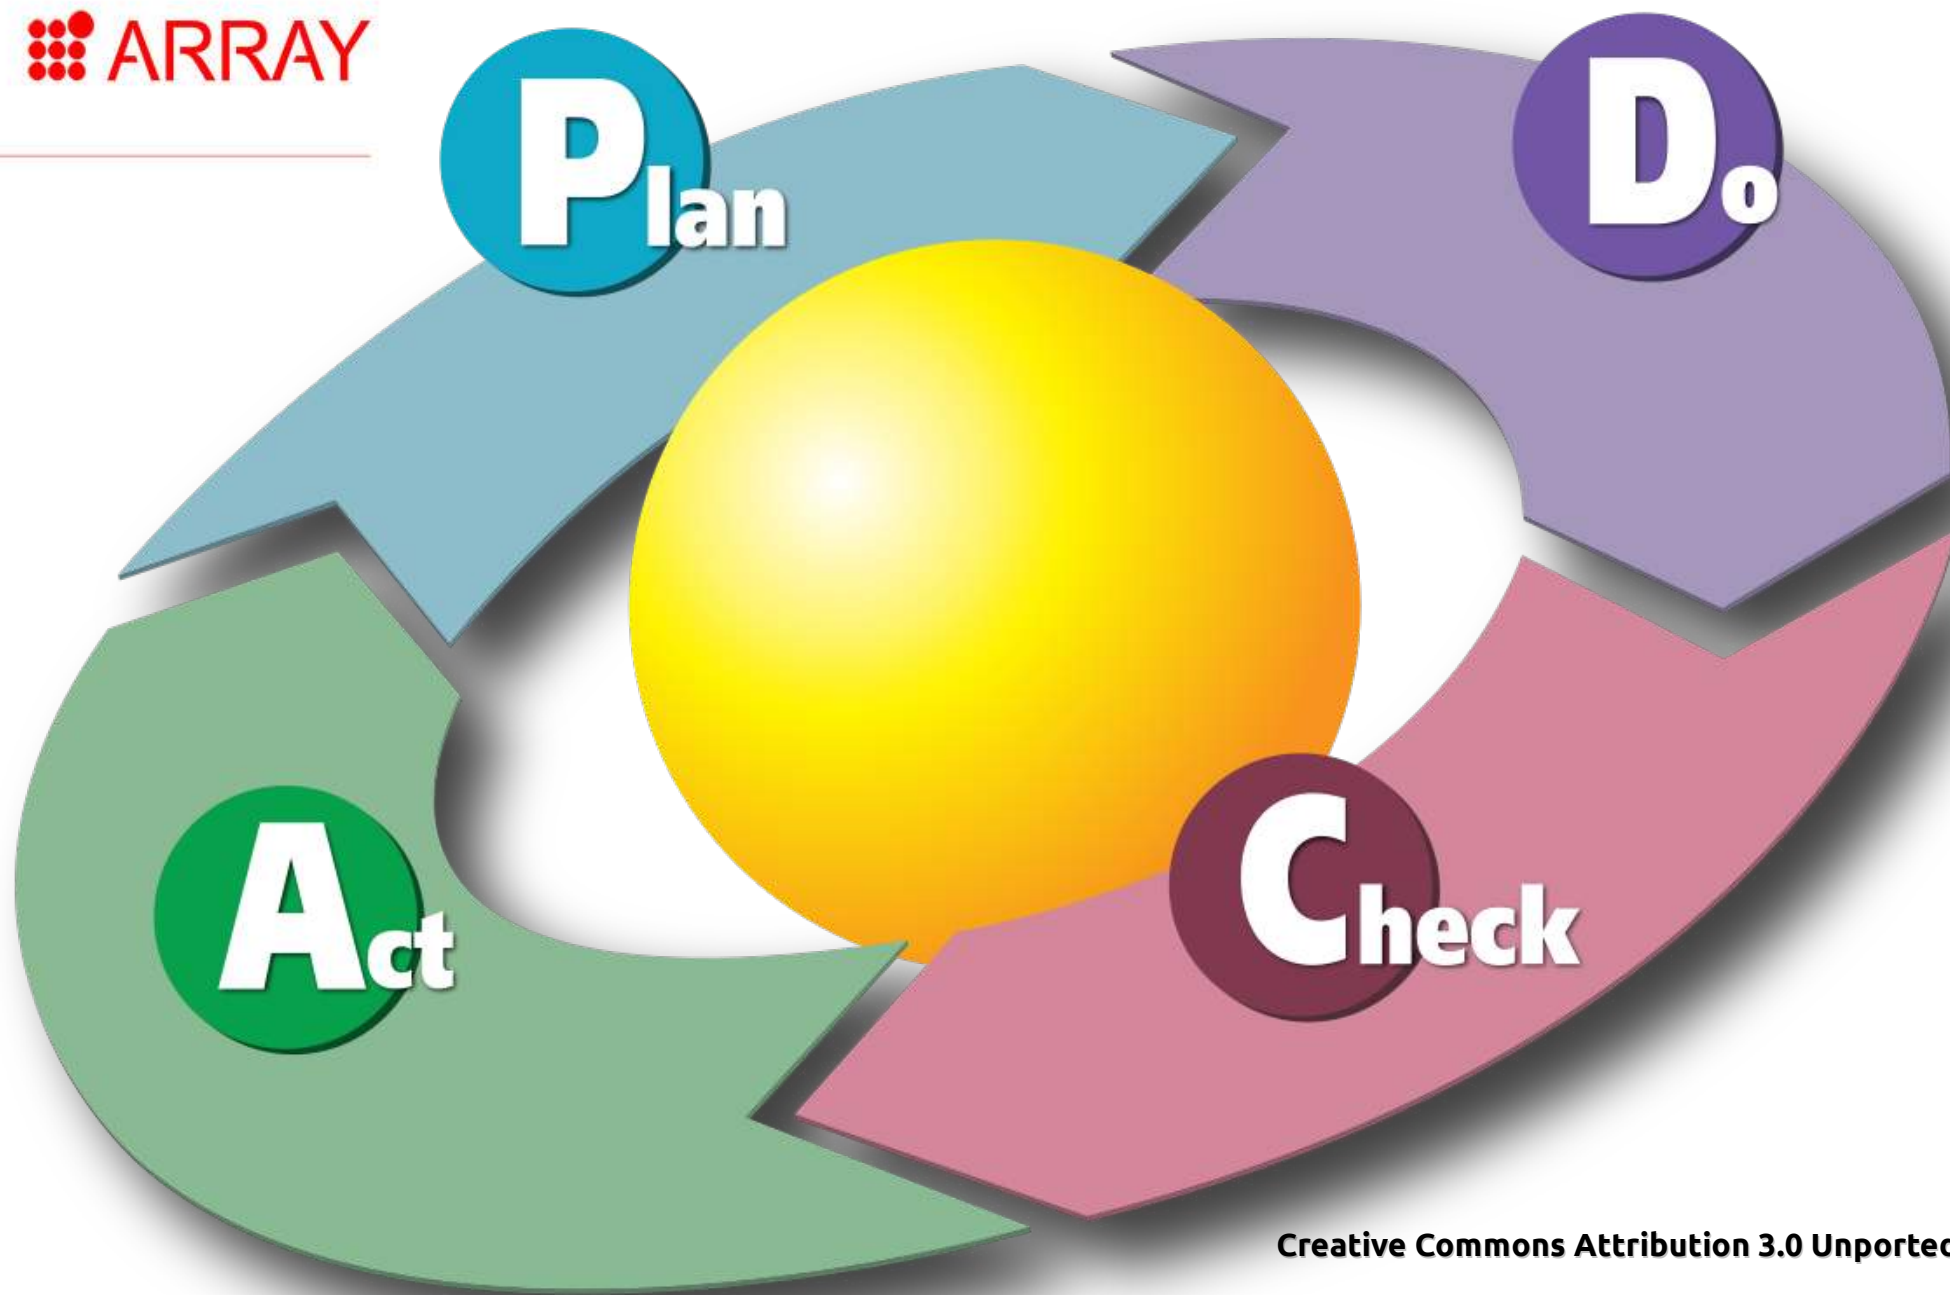 ARRAY
Plan
Do
Check
Act
Creative Commons Attribution 3.0 Unported